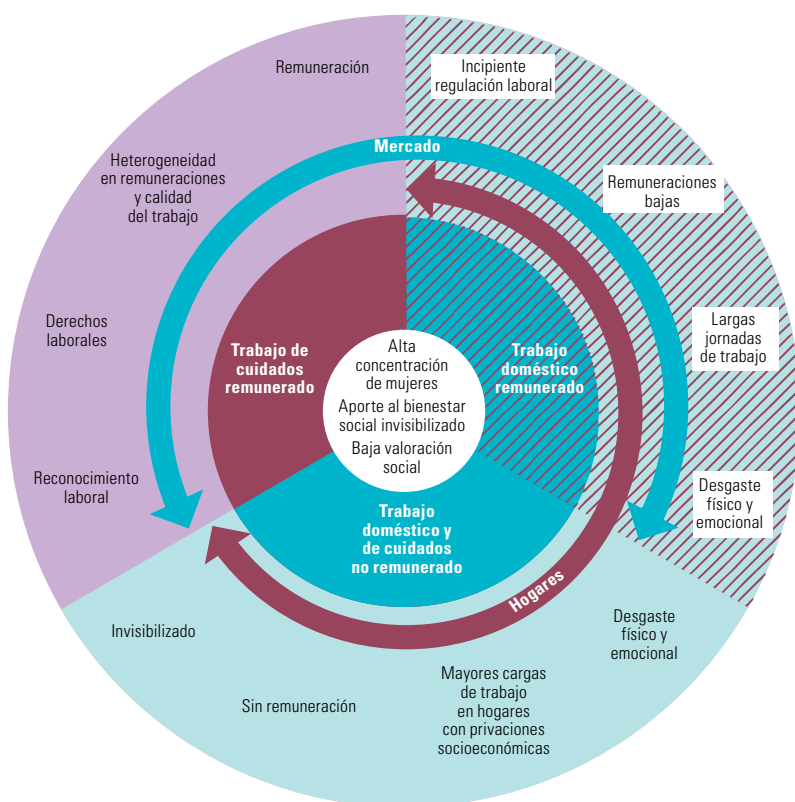 Remuneración
Incipiente
regulación laboral
Mercado
Heterogeneidad
en remuneraciones
y calidad
del trabajo
Remuneraciones
bajas
Derechos
laborales
Largas
jornadas
de trabajo
Trabajo de
cuidados
remunerado
Alta
concentración
de mujeres
Aporte al bienestar
social invisibilizado
Baja valoración
social
Trabajo
doméstico
remunerado
Reconocimiento
laboral
Desgaste
físico y
emocional
Trabajo
doméstico y
de cuidados
no remunerado
Hogares
Invisibilizado
Desgaste
físico y
emocional
Sin remuneración
Mayores cargas
de trabajo
en hogares
con privaciones
socioeconómicas